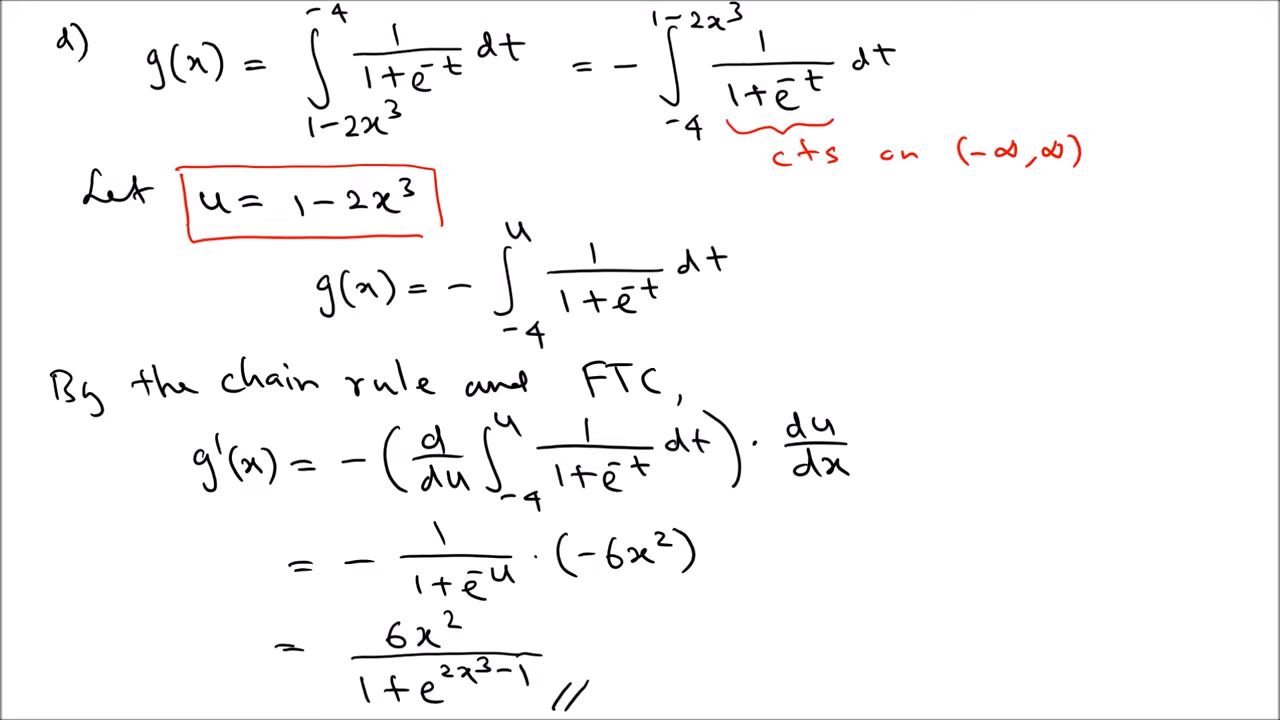 d) g(x) = ∫_{1-2x³}^{-4} 1/(1+e^{-t}) dt = - ∫_{-4}^{1-2x³} 1/(1+e^{-t}) dt
cts on (-∞,∞)
Let u = 1-2x³
g(x) = - ∫_{-4}^{u} 1/(1+e^{-t}) dt
By the chain rule and FTC,
g'(x) = -(d/du ∫_{-4}^{u} 1/(1+e^{-t}) dt) · du/dx
= - 1/(1+e^{-u}) · (-6x²)
= 6x²/(1+e^{2x³-1}) //